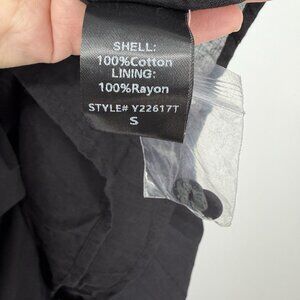 SHELL:
100%Cotton
LINING:
100%Rayon
STYLE# Y22617T
S